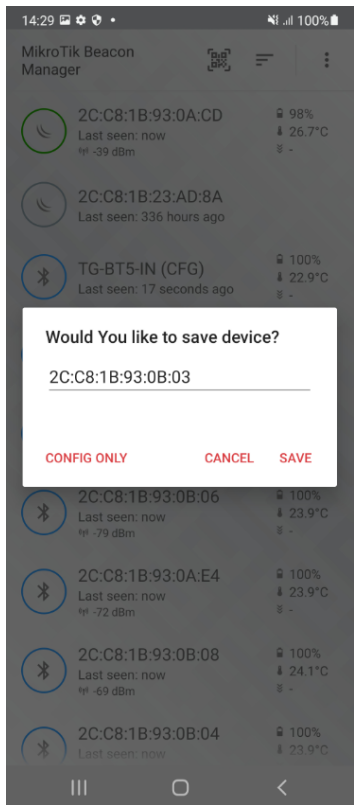 14:29
100%
MikroTik Beacon
Manager
2C:C8:1B:93:0A:CD
98%
Last seen: now
26.7°C
-39 dBm
-
2C:C8:1B:23:AD:8A
Last seen: 336 hours ago
TG-BT5-IN (CFG)
100%
Last seen: 17 seconds ago
22.9°C
-
Would You like to save device?
2C:C8:1B:93:0B:03
CONFIG ONLY
CANCEL
SAVE
2C:C8:1B:93:0B:06
100%
Last seen: now
23.9°C
-79 dBm
-
2C:C8:1B:93:0A:E4
100%
Last seen: now
23.9°C
-72 dBm
-
2C:C8:1B:93:0B:08
100%
Last seen: now
24.1°C
-69 dBm
-
2C:C8:1B:93:0B:04
100%
Last seen: now
23.9°C